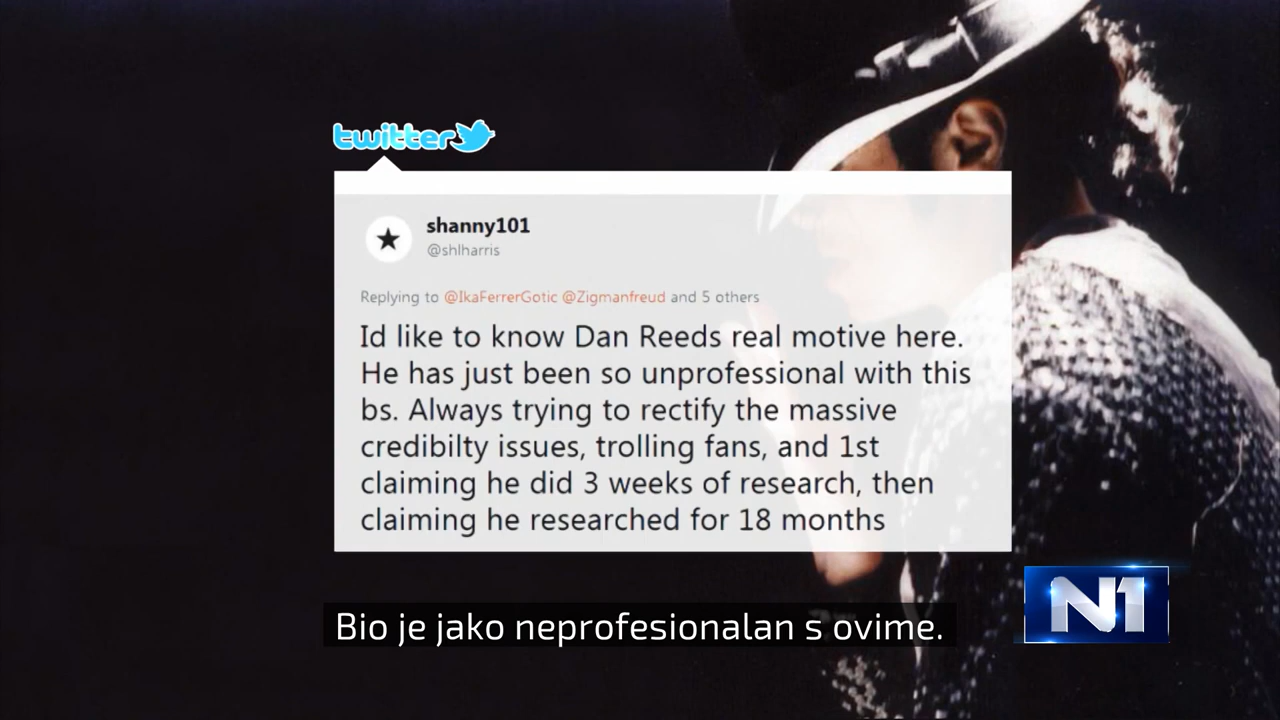 twitter
shanny101
@shlharris
Replying to @IkaFerrerGotic @Zigmanfreud and 5 others
Id like to know Dan Reeds real motive here.
He has just been so unprofessional with this
bs. Always trying to rectify the massive
credibilty issues, trolling fans, and 1st
claiming he did 3 weeks of research, then
claiming he researched for 18 months
Bio je jako neprofesionalan s ovime.
N1